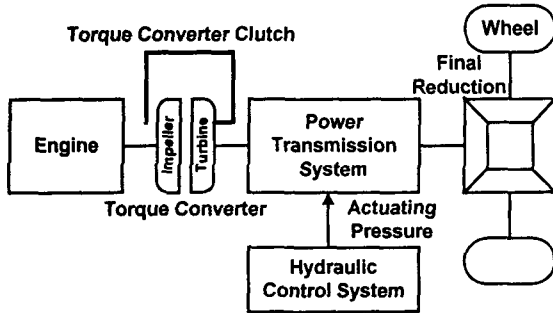 Torque Converter Clutch
Wheel
Final
Reduction
Engine
Impeller
Turbine
Power
Transmission
System
Torque Converter
Actuating
Pressure
Hydraulic
Control System